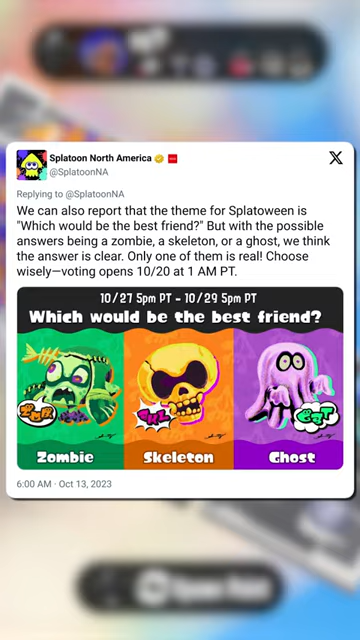 Splatoon North America
@SplatoonNA
X
Replying to @SplatoonNA
We can also report that the theme for Splatoween is
"Which would be the best friend?" But with the possible
answers being a zombie, a skeleton, or a ghost, we think
the answer is clear. Only one of them is real! Choose
wisely—voting opens 10/20 at 1 AM PT.
10/27 5pm PT – 10/29 5pm PT
Which would be the best friend?
Zombie
Skeleton
Ghost
6:00 AM · Oct 13, 2023